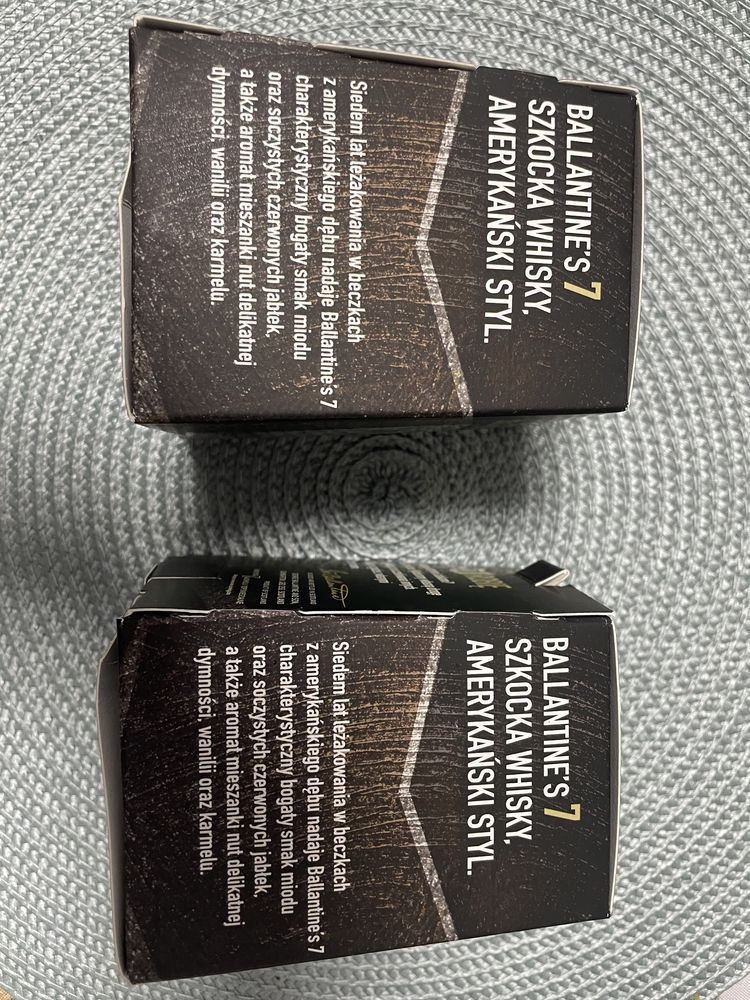 BALLANTINE'S 7
SZKOCKA WHISKY,
AMERYKAŃSKI STYL.
Siedem lat leżakowania w beczkach
z amerykańskiego dębu nadaje Ballantine's 7
charakterystyczny bogaty smak miodu
oraz soczystych czerwonych jabłek,
a także aromat mieszanki nut delikatnej
dymności, wanilii oraz karmelu.
BALLANTINE'S 7
SZKOCKA WHISKY,
AMERYKAŃSKI STYL.
Siedem lat leżakowania w beczkach
z amerykańskiego dębu nadaje Ballantine's 7
charakterystyczny bogaty smak miodu
oraz soczystych czerwonych jabłek,
a także aromat mieszanki nut delikatnej
dymności, wanilii oraz karmelu.